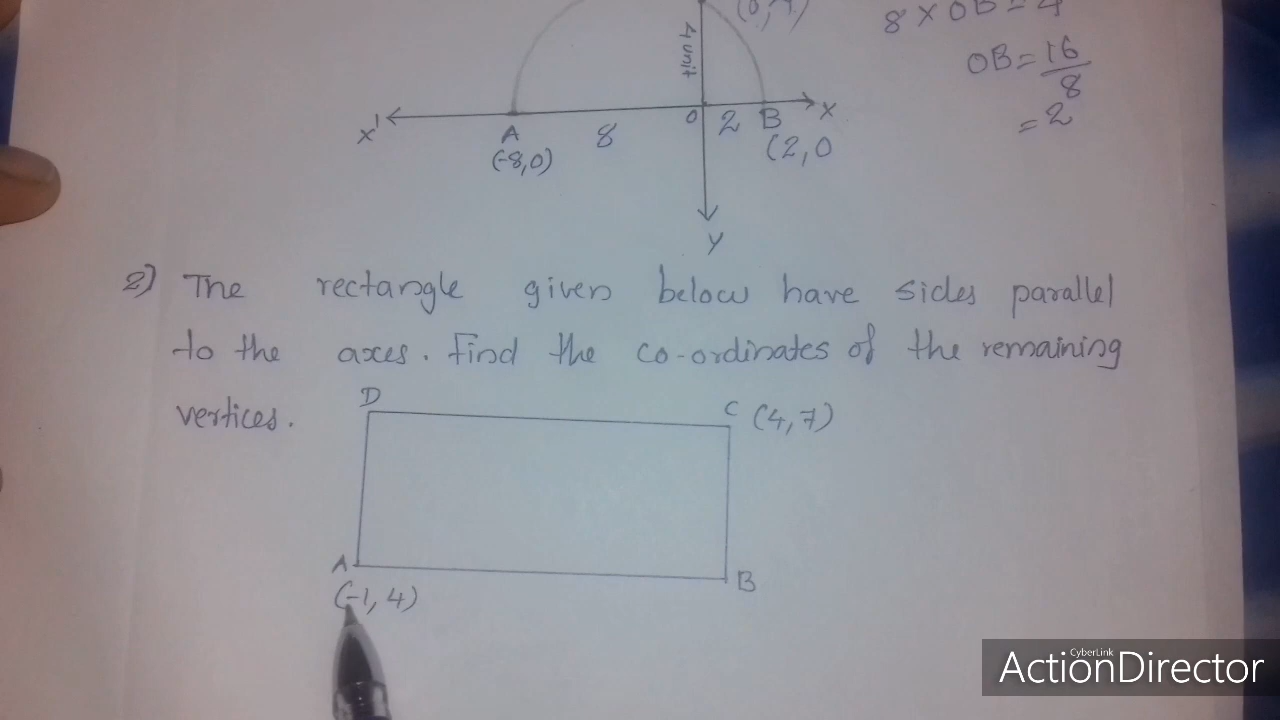 8 X OB = 4
4 unit
OB = 16
8
= 2
x' A 8 O 2 B x
(-8,0) (2,0
y
2) The rectangle given below have sides parallel
to the axes. Find the co-ordinates of the remaining
vertices.
D C (4,7)
A B
(-1, 4)
CyberLink
ActionDirector